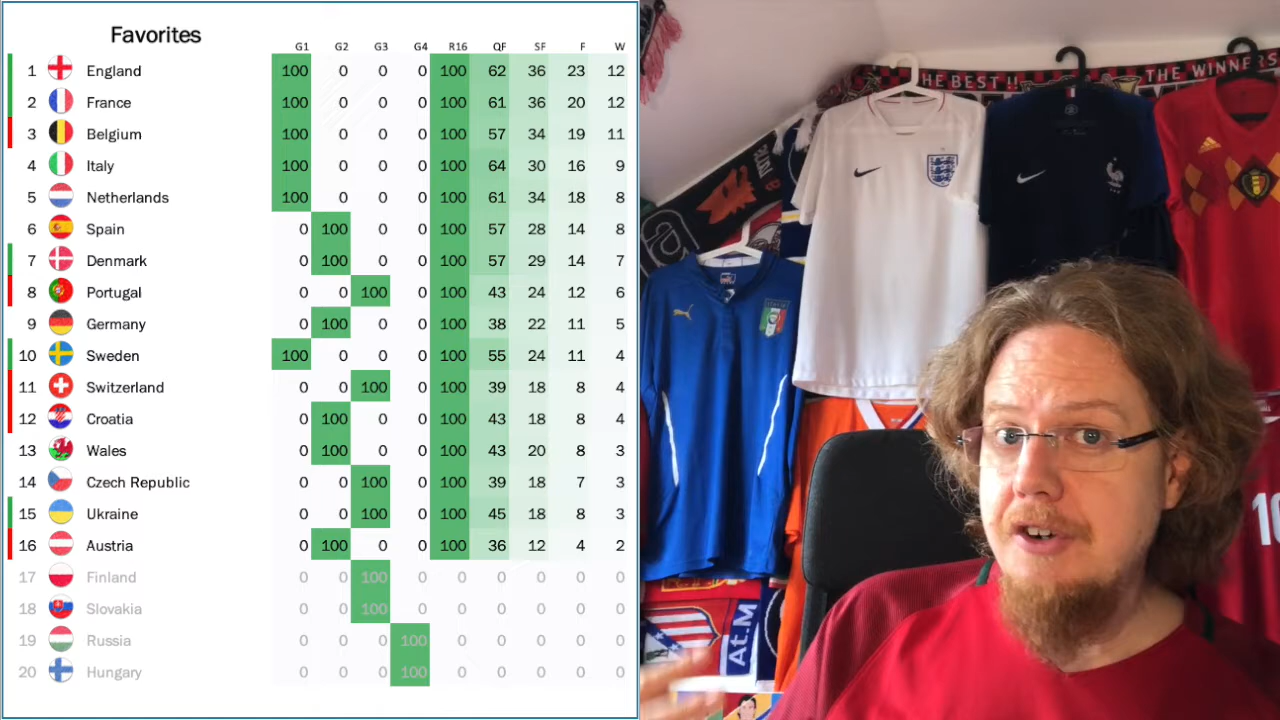 Favorites
G1 G2 G3 G4 R16 QF SF F W
1 England 100 0 0 0 100 62 36 23 12
2 France 100 0 0 0 100 61 36 20 12
3 Belgium 100 0 0 0 100 57 34 19 11
4 Italy 100 0 0 0 100 64 30 16 9
5 Netherlands 100 0 0 0 100 61 34 18 8
6 Spain 0 100 0 0 100 57 28 14 8
7 Denmark 0 100 0 0 100 57 29 14 7
8 Portugal 0 0 100 0 100 43 24 12 6
9 Germany 0 100 0 0 100 38 22 11 5
10 Sweden 100 0 0 0 100 55 24 11 4
11 Switzerland 0 0 100 0 100 39 18 8 4
12 Croatia 0 100 0 0 100 43 18 8 4
13 Wales 0 100 0 0 100 43 20 8 3
14 Czech Republic 0 0 100 0 100 39 18 7 3
15 Ukraine 0 0 100 0 100 45 18 8 3
16 Austria 0 100 0 0 100 36 12 4 2
17 Finland 0 0 100 0 0 0 0 0 0
18 Slovakia 0 0 100 0 0 0 0 0 0
19 Russia 0 0 0 100 0 0 0 0 0
20 Hungary 0 0 0 100 0 0 0 0 0
THE BEST !!
THE WINNERS
ITALIA
At.M
10